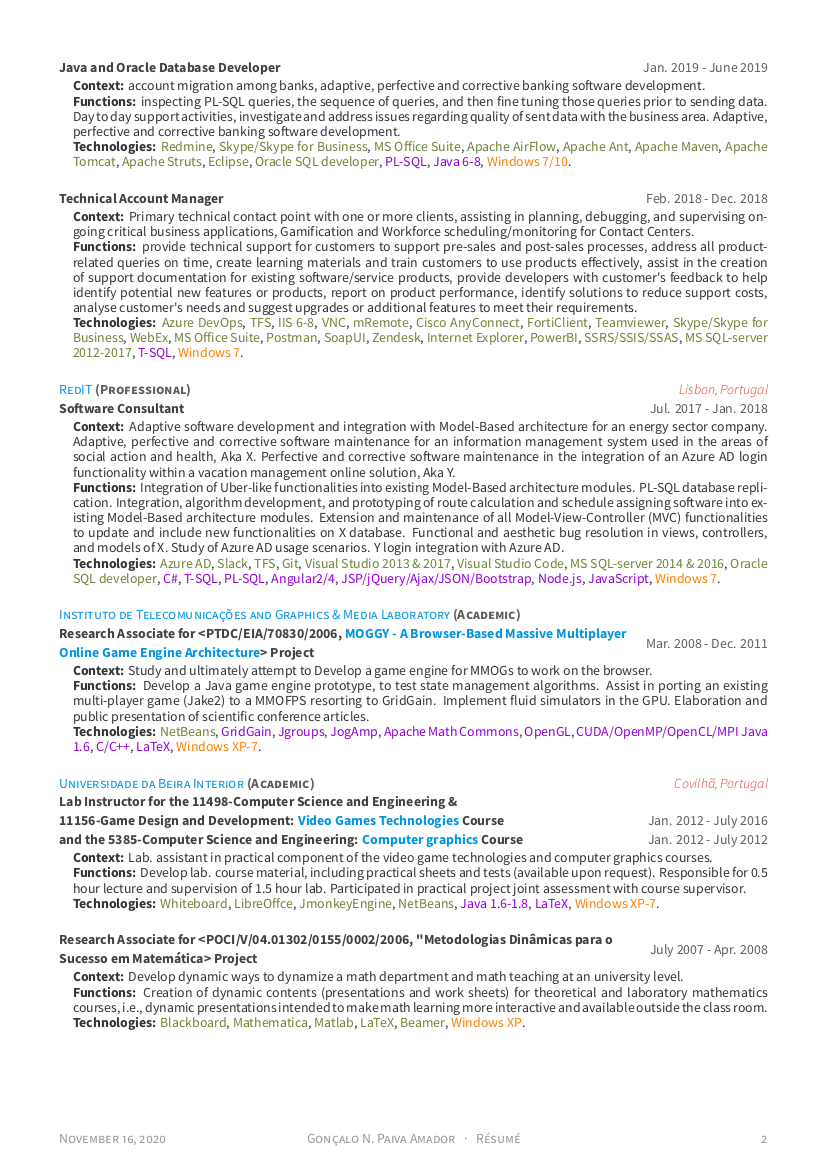 Java and Oracle Database Developer Jan. 2019 - June 2019
Context: account migration among banks, adaptive, perfective and corrective banking software development.
Functions: inspecting PL-SQL queries, the sequence of queries, and then fine tuning those queries prior to sending data.
Day to day support activities, investigate and address issues regarding quality of sent data with the business area. Adaptive,
perfective and corrective banking software development.
Technologies: Redmine, Skype/Skype for Business, MS Office Suite, Apache AirFlow, Apache Ant, Apache Maven, Apache
Tomcat, Apache Struts, Eclipse, Oracle SQL developer, PL-SQL, Java 6-8, Windows 7/10.
Technical Account Manager Feb. 2018 - Dec. 2018
Context: Primary technical contact point with one or more clients, assisting in planning, debugging, and supervising on-
going critical business applications, Gamification and Workforce scheduling/monitoring for Contact Centers.
Functions: provide technical support for customers to support pre-sales and post-sales processes, address all product-
related queries on time, create learning materials and train customers to use products effectively, assist in the creation
of support documentation for existing software/service products, provide developers with customer's feedback to help
identify potential new features or products, report on product performance, identify solutions to reduce support costs,
analyse customer's needs and suggest upgrades or additional features to meet their requirements.
Technologies: Azure DevOps, TFS, IIS 6-8, VNC, mRemote, Cisco AnyConnect, FortiClient, Teamviewer, Skype/Skype for
Business, WebEx, MS Office Suite, Postman, SoapUI, Zendesk, Internet Explorer, PowerBI, SSRS/SSIS/SSAS, MS SQL-server
2012-2017, T-SQL, Windows 7.
RedIT (Professional) Lisbon, Portugal
Software Consultant Jul. 2017 - Jan. 2018
Context: Adaptive software development and integration with Model-Based architecture for an energy sector company.
Adaptive, perfective and corrective software maintenance for an information management system used in the areas of
social action and health, Aka X. Perfective and corrective software maintenance in the integration of an Azure AD login
functionality within a vacation management online solution, Aka Y.
Functions: Integration of Uber-like functionalities into existing Model-Based architecture modules. PL-SQL database repli-
cation. Integration, algorithm development, and prototyping of route calculation and schedule assigning software into ex-
isting Model-Based architecture modules. Extension and maintenance of all Model-View-Controller (MVC) functionalities
to update and include new functionalities on X database. Functional and aesthetic bug resolution in views, controllers,
and models of X. Study of Azure AD usage scenarios. Y login integration with Azure AD.
Technologies: Azure AD, Slack, TFS, Git, Visual Studio 2013 & 2017, Visual Studio Code, MS SQL-server 2014 & 2016, Oracle
SQL developer, C#, T-SQL, PL-SQL, Angular2/4, JSP/jQuery/Ajax/JSON/Bootstrap, Node.js, JavaScript, Windows 7.
Instituto de Telecomunicações and Graphics & Media Laboratory (Academic)
Research Associate for <PTDC/EIA/70830/2006, MOGGY - A Browser-Based Massive Multiplayer
Online Game Engine Architecture> Project Mar. 2008 - Dec. 2011
Context: Study and ultimately attempt to Develop a game engine for MMOGs to work on the browser.
Functions: Develop a Java game engine prototype, to test state management algorithms. Assist in porting an existing
multi-player game (Jake2) to a MMOFPS resorting to GridGain. Implement fluid simulators in the GPU. Elaboration and
public presentation of scientific conference articles.
Technologies: NetBeans, GridGain, Jgroups, JogAmp, Apache Math Commons, OpenGL, CUDA/OpenMP/OpenCL/MPI Java
1.6, C/C++, LaTeX, Windows XP-7.
Universidade da Beira Interior (Academic) Covilhã, Portugal
Lab Instructor for the 11498-Computer Science and Engineering &
11156-Game Design and Development: Video Games Technologies Course Jan. 2012 - July 2016
and the 5385-Computer Science and Engineering: Computer graphics Course Jan. 2012 - July 2012
Context: Lab. assistant in practical component of the video game technologies and computer graphics courses.
Functions: Develop lab. course material, including practical sheets and tests (available upon request). Responsible for 0.5
hour lecture and supervision of 1.5 hour lab. Participated in practical project joint assessment with course supervisor.
Technologies: Whiteboard, LibreOffce, JmonkeyEngine, NetBeans, Java 1.6-1.8, LaTeX, Windows XP-7.
Research Associate for <POCI/V/04.01302/0155/0002/2006, "Metodologias Dinâmicas para o
Sucesso em Matemática> Project July 2007 - Apr. 2008
Context: Develop dynamic ways to dynamize a math department and math teaching at an university level.
Functions: Creation of dynamic contents (presentations and work sheets) for theoretical and laboratory mathematics
courses, i.e., dynamic presentations intended to make math learning more interactive and available outside the class room.
Technologies: Blackboard, Mathematica, Matlab, LaTeX, Beamer, Windows XP.
November 16, 2020 Gonçalo N. Paiva Amador · Résumé 2